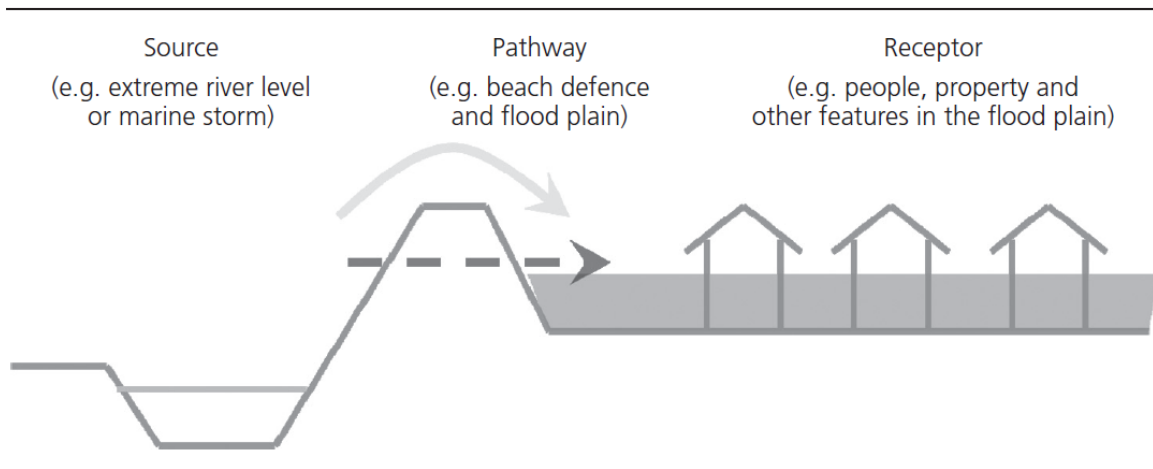 Source
(e.g. extreme river level
or marine storm)
Pathway
(e.g. beach defence
and flood plain)
Receptor
(e.g. people, property and
other features in the flood plain)